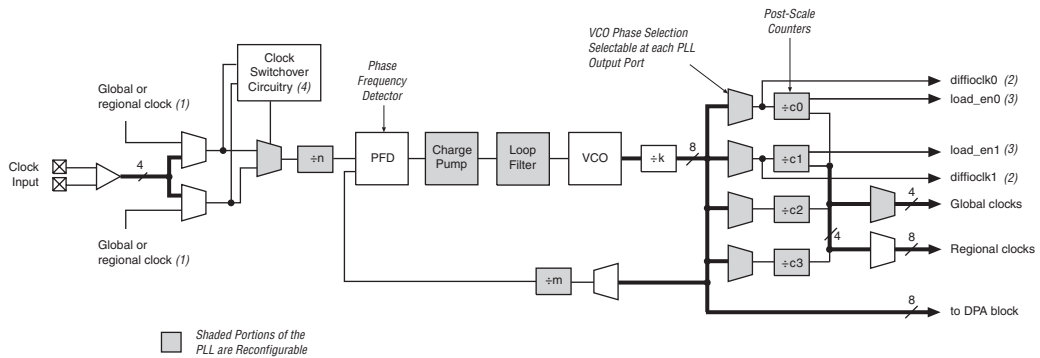 Clock
Switchover
Circuitry (4)
Global or
regional clock (1)
Clock
Input
4
Global or
regional clock (1)
÷n
Phase
Frequency
Detector
PFD
Charge
Pump
Loop
Filter
VCO
÷k
8
VCO Phase Selection
Selectable at each PLL
Output Port
Post-Scale
Counters
÷c0
÷c1
÷c2
÷c3
÷m
4
diffioclk0 (2)
load_en0 (3)
load_en1 (3)
diffioclk1 (2)
4
Global clocks
8
Regional clocks
8
to DPA block
Shaded Portions of the
PLL are Reconfigurable